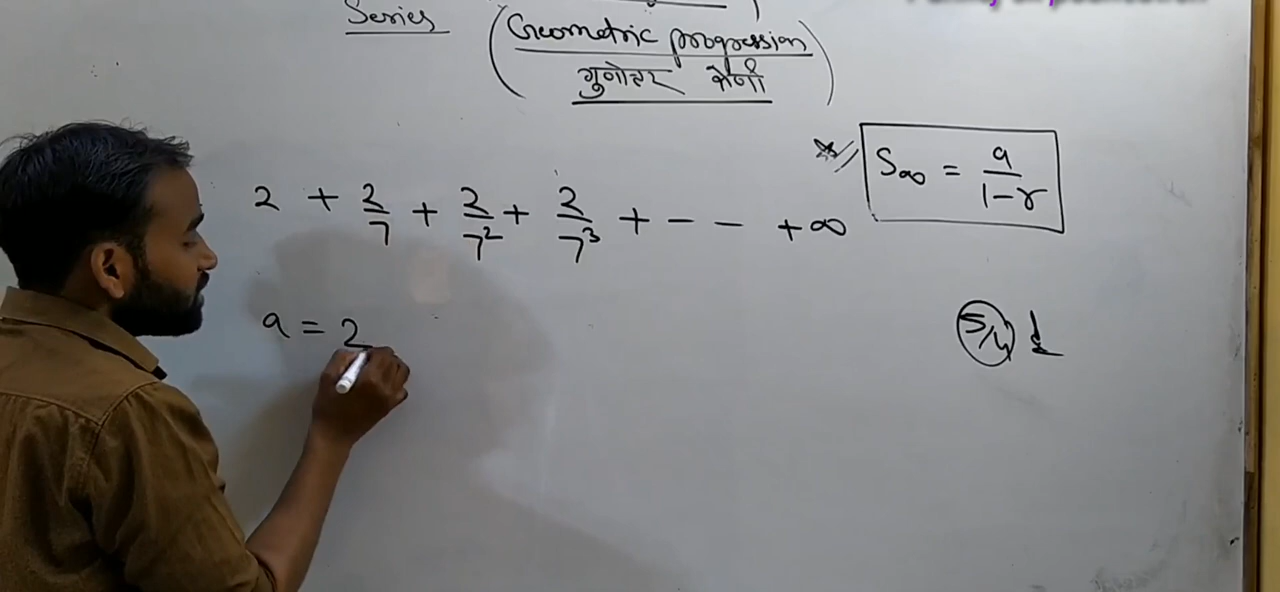 Series
(Geometric progression
गुनोत्तर श्रेणी)
S∞ = a/(1-r)
2 + 2/7 + 2/7² + 2/7³ + - - + ∞
a = 2